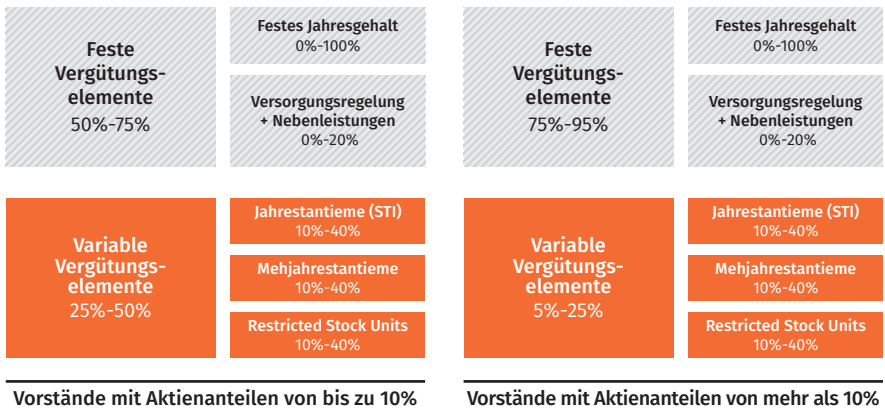 Feste
Vergütungs-
elemente
50%-75%
Festes Jahresgehalt
0%-100%
Versorgungsregelung
+ Nebenleistungen
0%-20%
Variable
Vergütungs-
elemente
25%-50%
Jahrestantieme (STI)
10%-40%
Mehjahrestantieme
10%-40%
Restricted Stock Units
10%-40%
Vorstände mit Aktienanteilen von bis zu 10%
Feste
Vergütungs-
elemente
75%-95%
Festes Jahresgehalt
0%-100%
Versorgungsregelung
+ Nebenleistungen
0%-20%
Variable
Vergütungs-
elemente
5%-25%
Jahrestantieme (STI)
10%-40%
Mehjahrestantieme
10%-40%
Restricted Stock Units
10%-40%
Vorstände mit Aktienanteilen von mehr als 10%